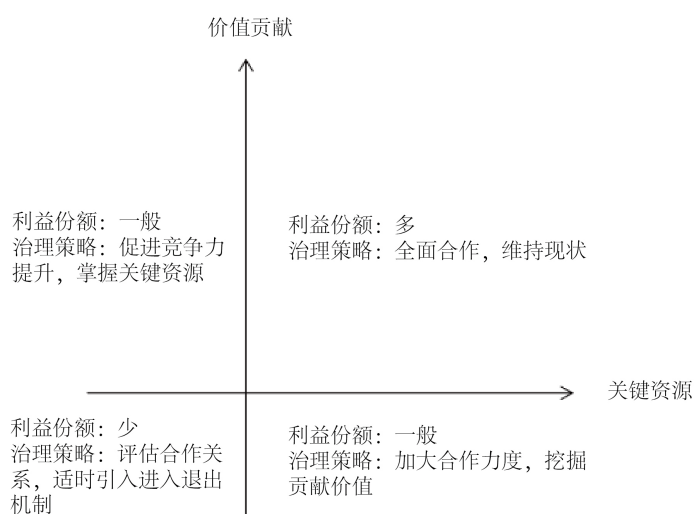 价值贡献
利益份额：一般
治理策略：促进竞争力
提升，掌握关键资源
利益份额：多
治理策略：全面合作，维持现状
关键资源
利益份额：少
治理策略：评估合作关
系，适时引入进入退出
机制
利益份额：一般
治理策略：加大合作力度，挖掘
贡献价值